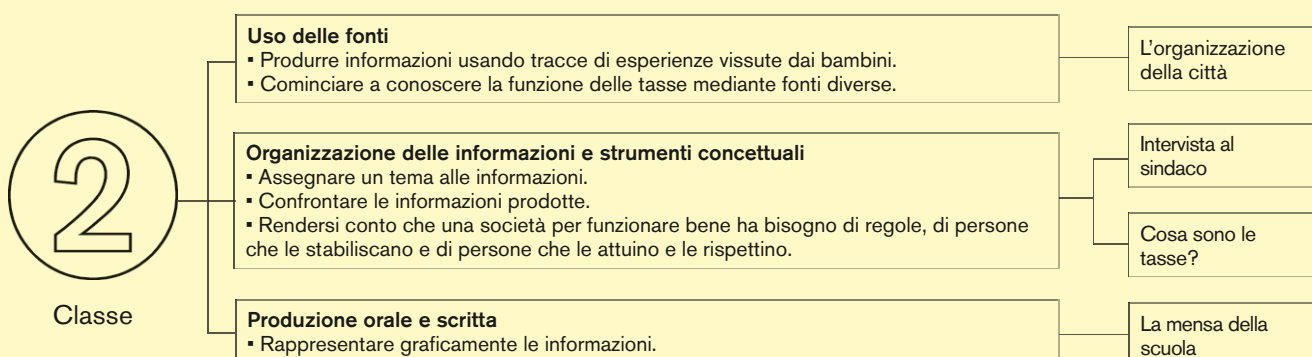 Uso delle fonti
▪ Produrre informazioni usando tracce di esperienze vissute dai bambini.
▪ Cominciare a conoscere la funzione delle tasse mediante fonti diverse.
L'organizzazione
della città
2
Classe
Organizzazione delle informazioni e strumenti concettuali
▪ Assegnare un tema alle informazioni.
▪ Confrontare le informazioni prodotte.
▪ Rendersi conto che una società per funzionare bene ha bisogno di regole, di persone
che le stabiliscano e di persone che le attuino e le rispettino.
Intervista al
sindaco
Cosa sono le
tasse?
Produzione orale e scritta
▪ Rappresentare graficamente le informazioni.
La mensa della
scuola